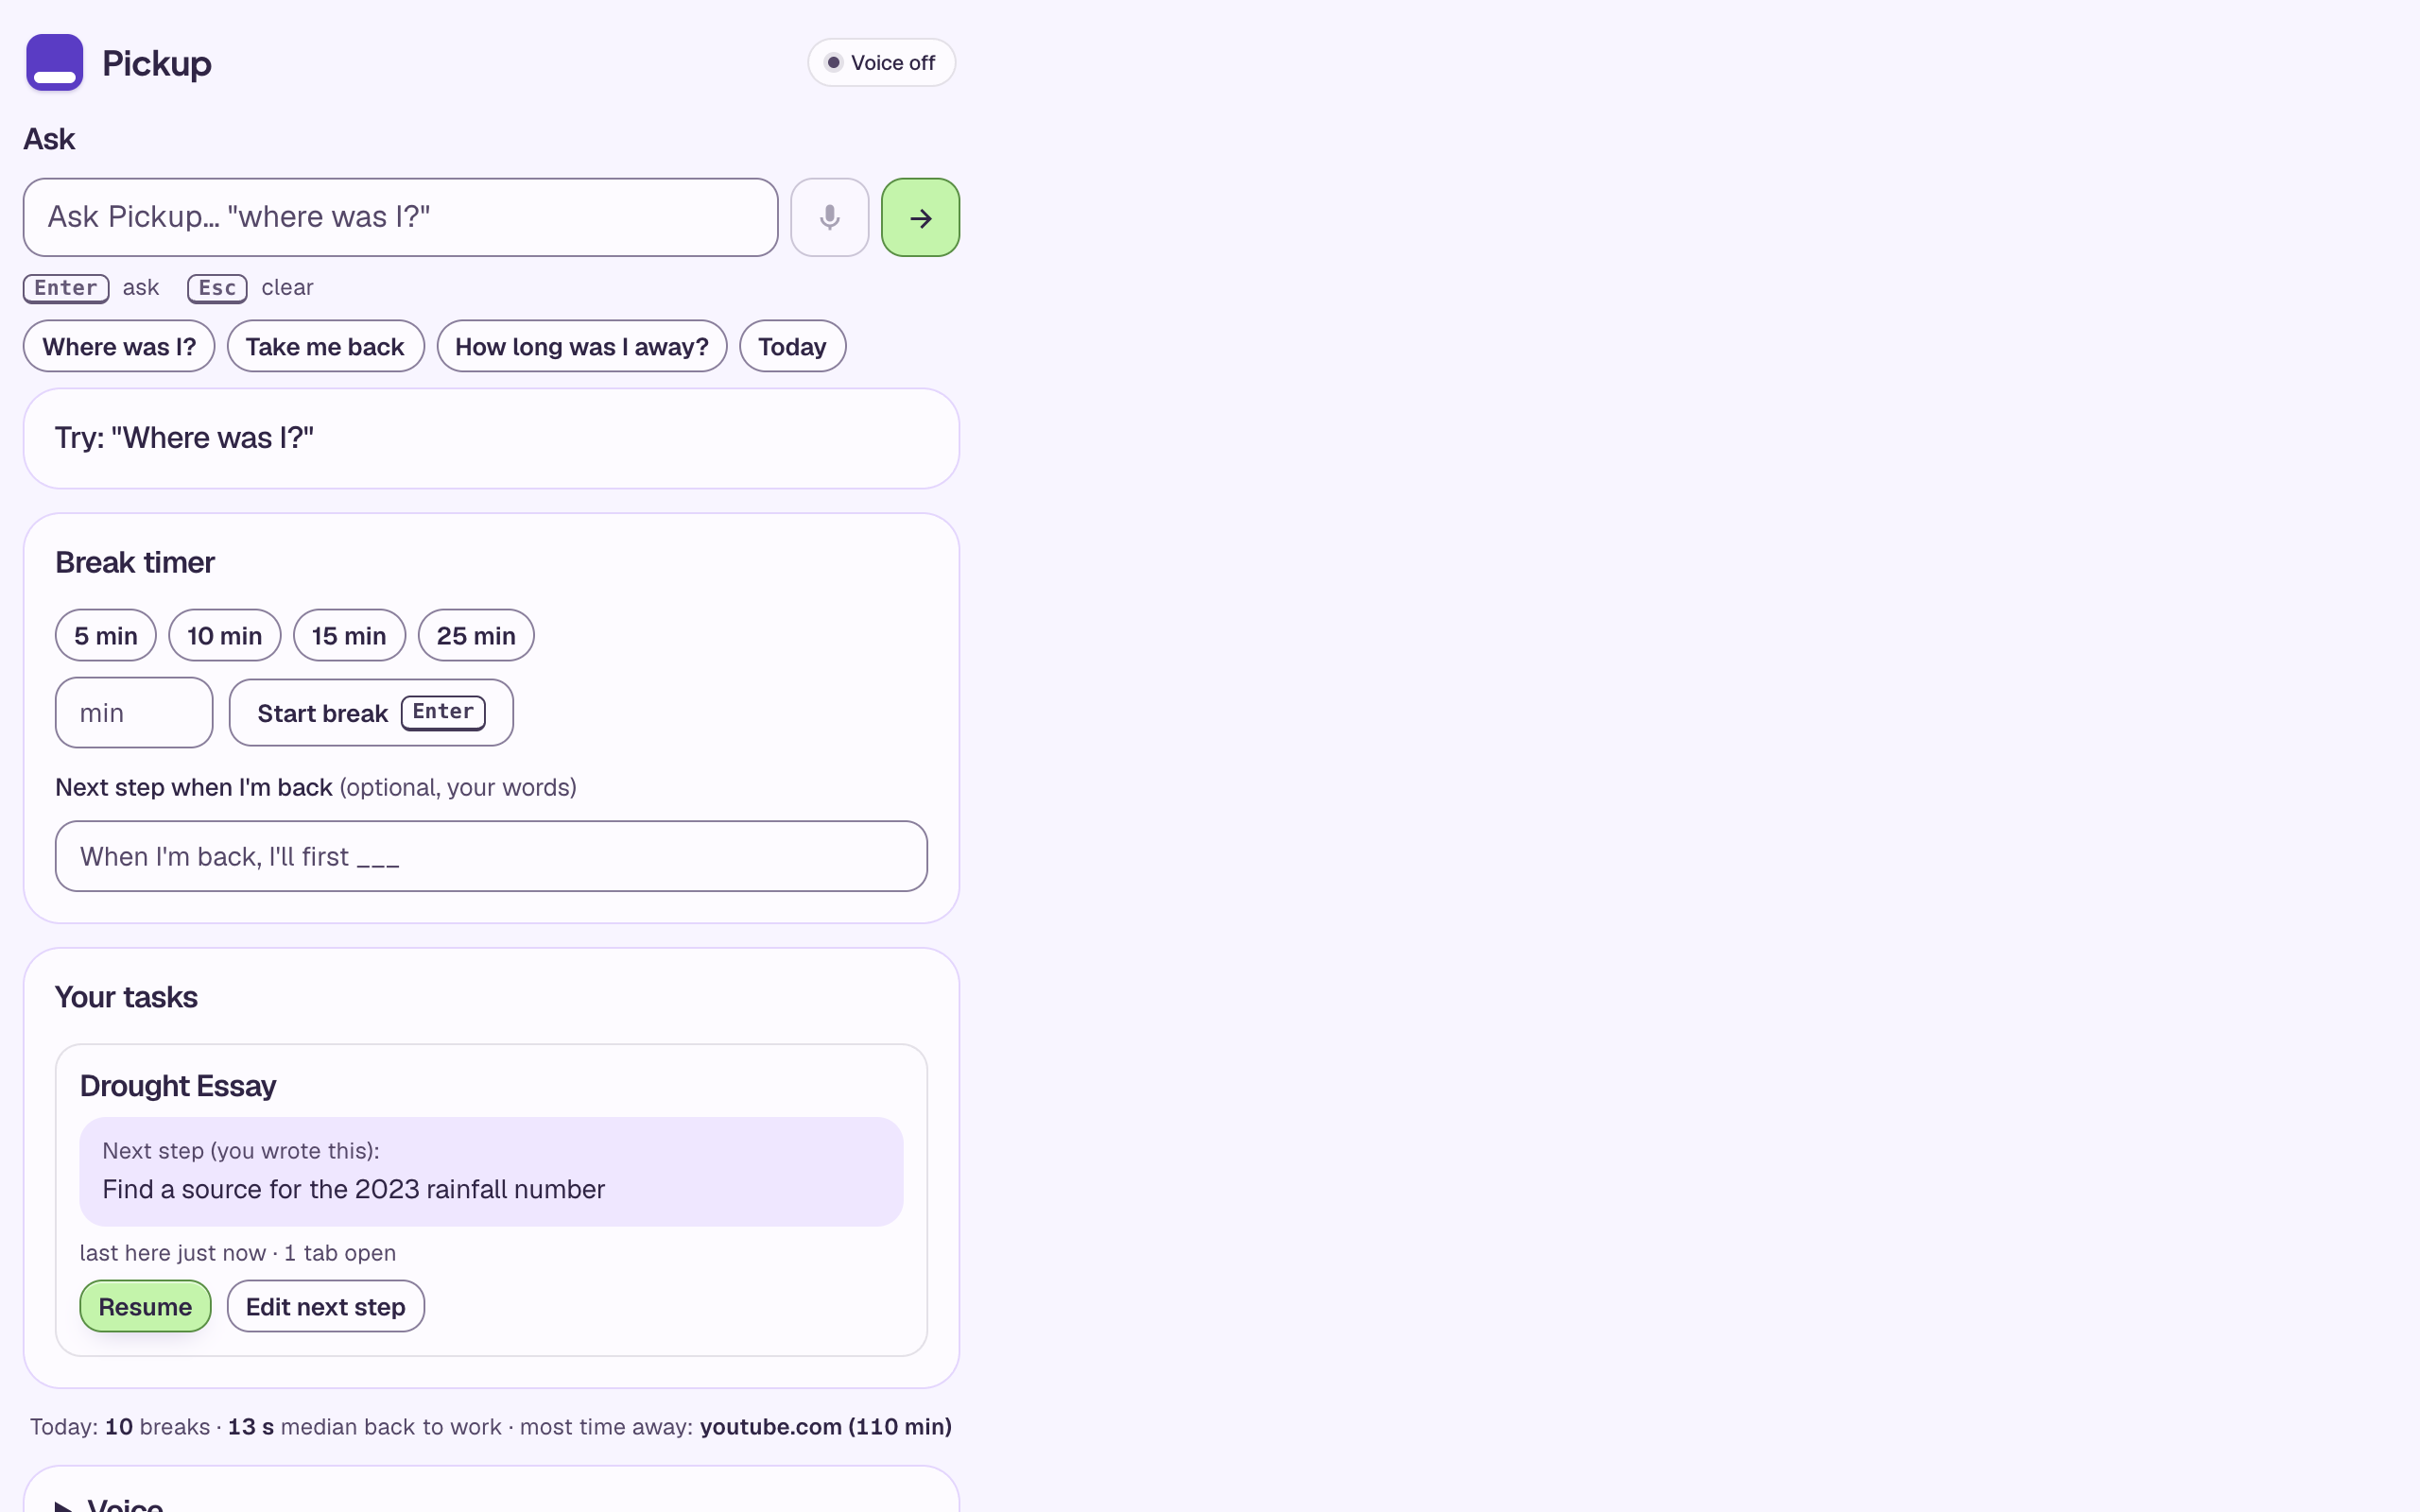 Pickup
Voice off
Ask
Ask Pickup... "where was I?"
Enter ask Esc clear
Where was I? Take me back How long was I away? Today
Try: "Where was I?"
Break timer
5 min 10 min 15 min 25 min
min Start break Enter
Next step when I'm back (optional, your words)
When I'm back, I'll first ___
Your tasks
Drought Essay
Next step (you wrote this):
Find a source for the 2023 rainfall number
last here just now · 1 tab open
Resume Edit next step
Today: 10 breaks · 13 s median back to work · most time away: youtube.com (110 min)
Voice